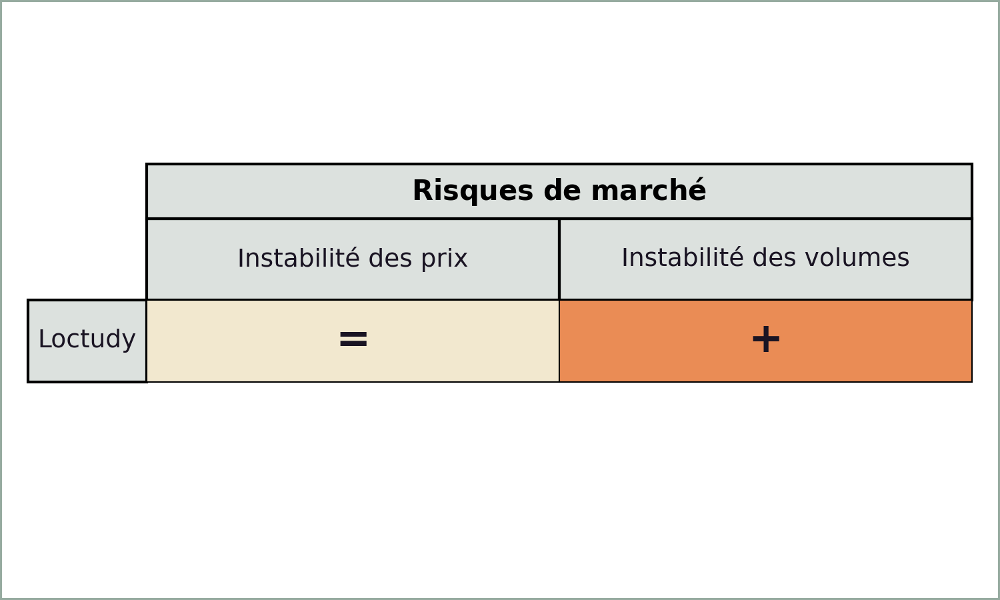 Risques de marché
Instabilité des prix
Instabilité des volumes
Loctudy
=
+